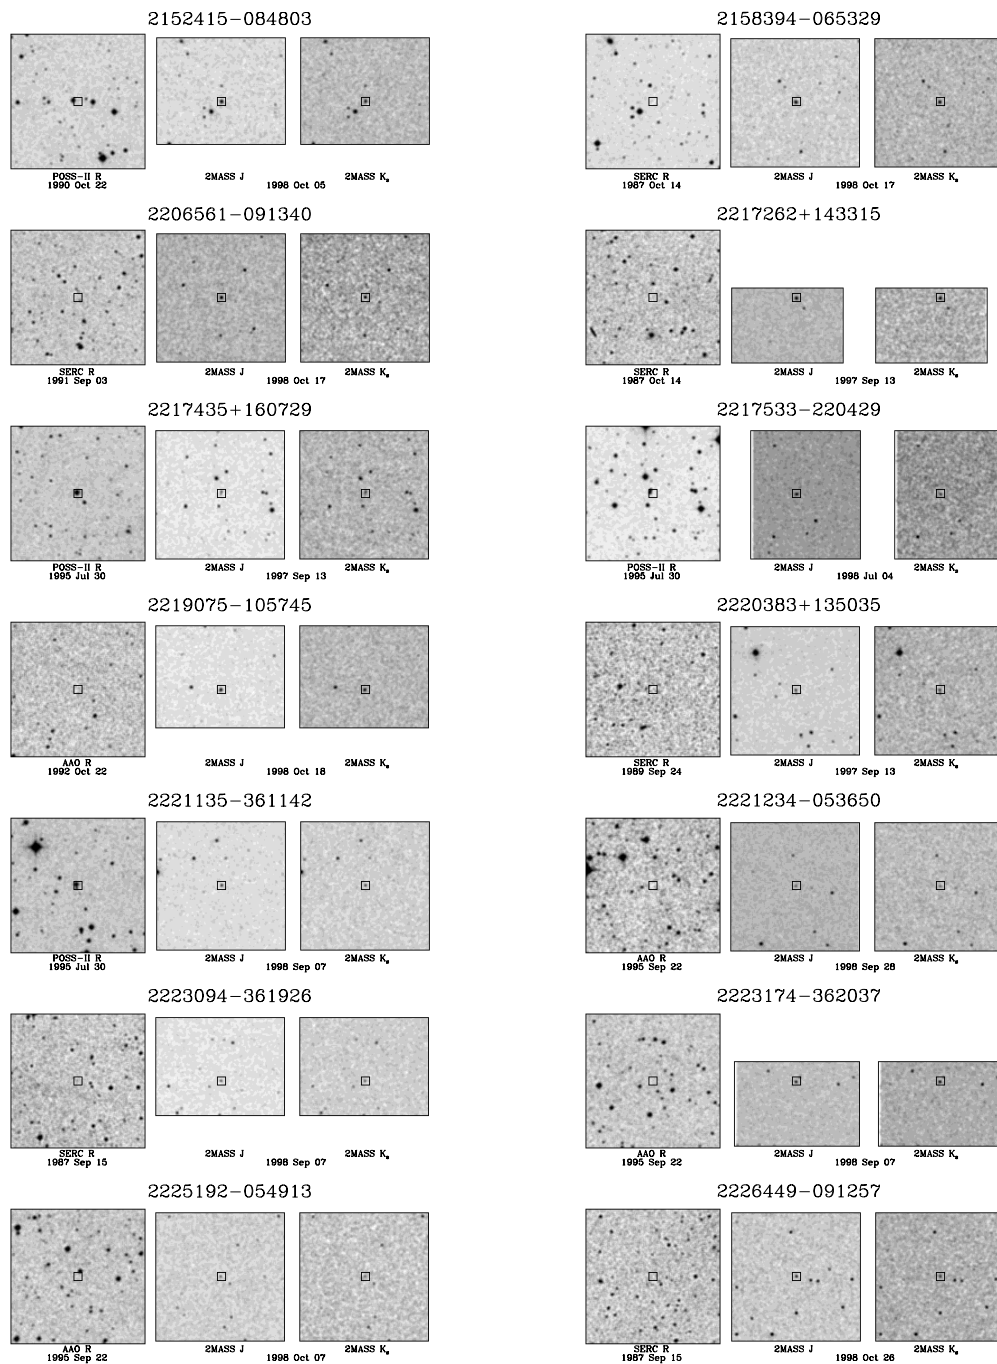 2152415−084803
POSS−II R
1990 Oct 22
2MASS J
2MASS Ks
1998 Oct 05
2158394−065329
SERC R
1987 Oct 14
2MASS J
2MASS Ks
1998 Oct 17
2206561−091340
SERC R
1991 Sep 03
2MASS J
2MASS Ks
1998 Oct 17
2217262+143315
SERC R
1987 Oct 14
2MASS J
2MASS Ks
1997 Sep 13
2217435+160729
POSS−II R
1995 Jul 30
2MASS J
2MASS Ks
1997 Sep 13
2217533−220429
POSS−II R
1995 Jul 30
2MASS J
2MASS Ks
1998 Jul 04
2219075−105745
AAO R
1992 Oct 22
2MASS J
2MASS Ks
1998 Oct 18
2220383+135035
SERC R
1989 Sep 24
2MASS J
2MASS Ks
1997 Sep 13
2221135−361142
POSS−II R
1995 Jul 30
2MASS J
2MASS Ks
1998 Sep 07
2221234−053650
AAO R
1995 Sep 22
2MASS J
2MASS Ks
1998 Sep 28
2223094−361926
SERC R
1987 Sep 15
2MASS J
2MASS Ks
1998 Sep 07
2223174−362037
AAO R
1995 Sep 22
2MASS J
2MASS Ks
1998 Sep 07
2225192−054913
AAO R
1995 Sep 22
2MASS J
2MASS Ks
1998 Oct 07
2226449−091257
SERC R
1987 Sep 15
2MASS J
2MASS Ks
1998 Oct 26